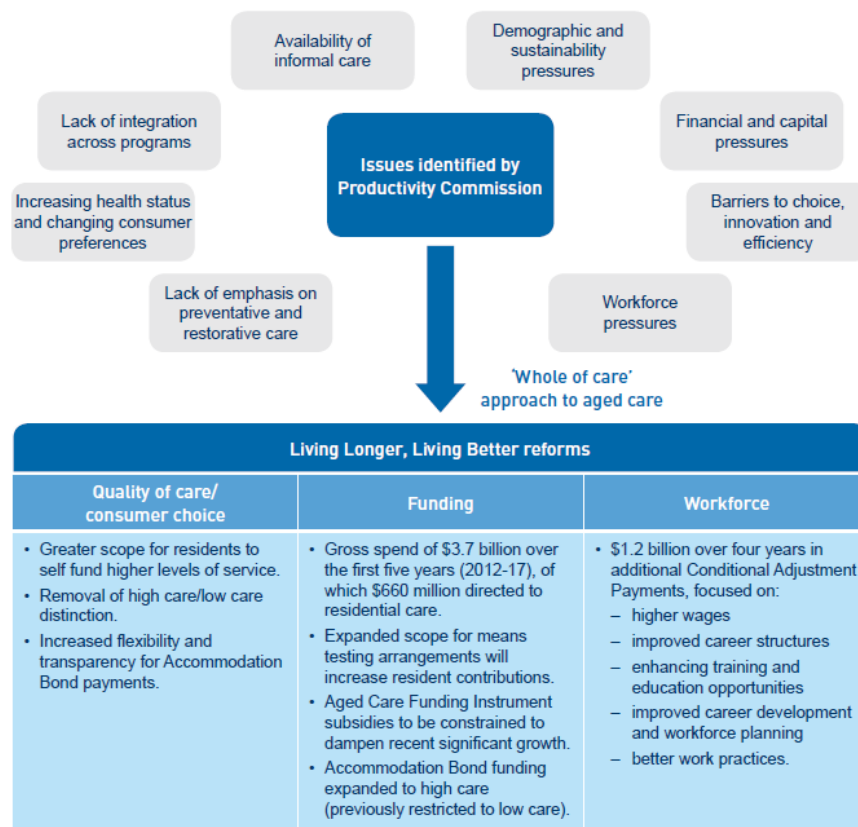 Availability of
informal care
Demographic and
sustainability
pressures
Lack of integration
across programs
Issues identified by
Productivity Commission
Financial and capital
pressures
Increasing health status
and changing consumer
preferences
Barriers to choice,
innovation and
efficiency
Lack of emphasis on
preventative and
restorative care
Workforce
pressures
'Whole of care'
approach to aged care
Living Longer, Living Better reforms
Quality of care/
consumer choice
Funding
Workforce
• Greater scope for residents to
self fund higher levels of service.
• Removal of high care/low care
distinction.
• Increased flexibility and
transparency for Accommodation
Bond payments.
• Gross spend of $3.7 billion over
the first five years (2012-17), of
which $660 million directed to
residential care.
• Expanded scope for means
testing arrangements will
increase resident contributions.
• Aged Care Funding Instrument
subsidies to be constrained to
dampen recent significant growth.
• Accommodation Bond funding
expanded to high care
(previously restricted to low care).
• $1.2 billion over four years in
additional Conditional Adjustment
Payments, focused on:
– higher wages
– improved career structures
– enhancing training and
education opportunities
– improved career development
and workforce planning
– better work practices.